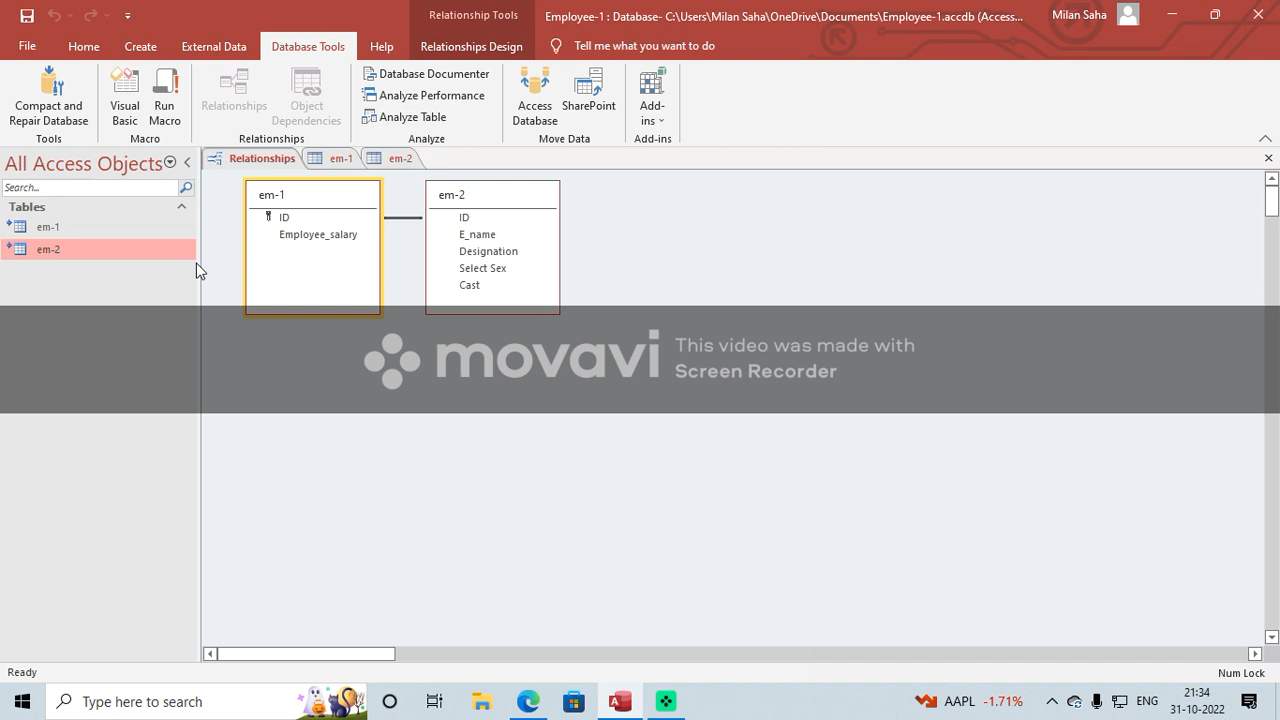 Relationship Tools
Employee-1 : Database- C:\Users\Milan Saha\OneDrive\Documents\Employee-1.accdb (Access...
Milan Saha
File
Home
Create
External Data
Database Tools
Help
Relationships Design
Tell me what you want to do
Compact and
Repair Database
Visual
Basic
Run
Macro
Relationships
Object
Dependencies
Database Documenter
Analyze Performance
Analyze Table
Access
Database
SharePoint
Add-
ins
Tools
Macro
Relationships
Analyze
Move Data
Add-ins
All Access Objects
Search...
Tables
em-1
em-2
Relationships
em-1
em-2
em-1
ID
Employee_salary
em-2
ID
E_name
Designation
Select Sex
Cast
movavi
This video was made with
Screen Recorder
Ready
Num Lock
Type here to search
AAPL -1.71%
ENG
21:34
31-10-2022